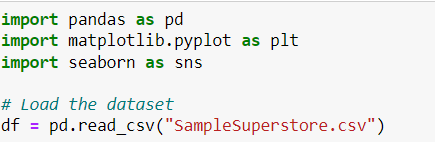 import pandas as pd
import matplotlib.pyplot as plt
import seaborn as sns
# Load the dataset
df = pd.read_csv("SampleSuperstore.csv")